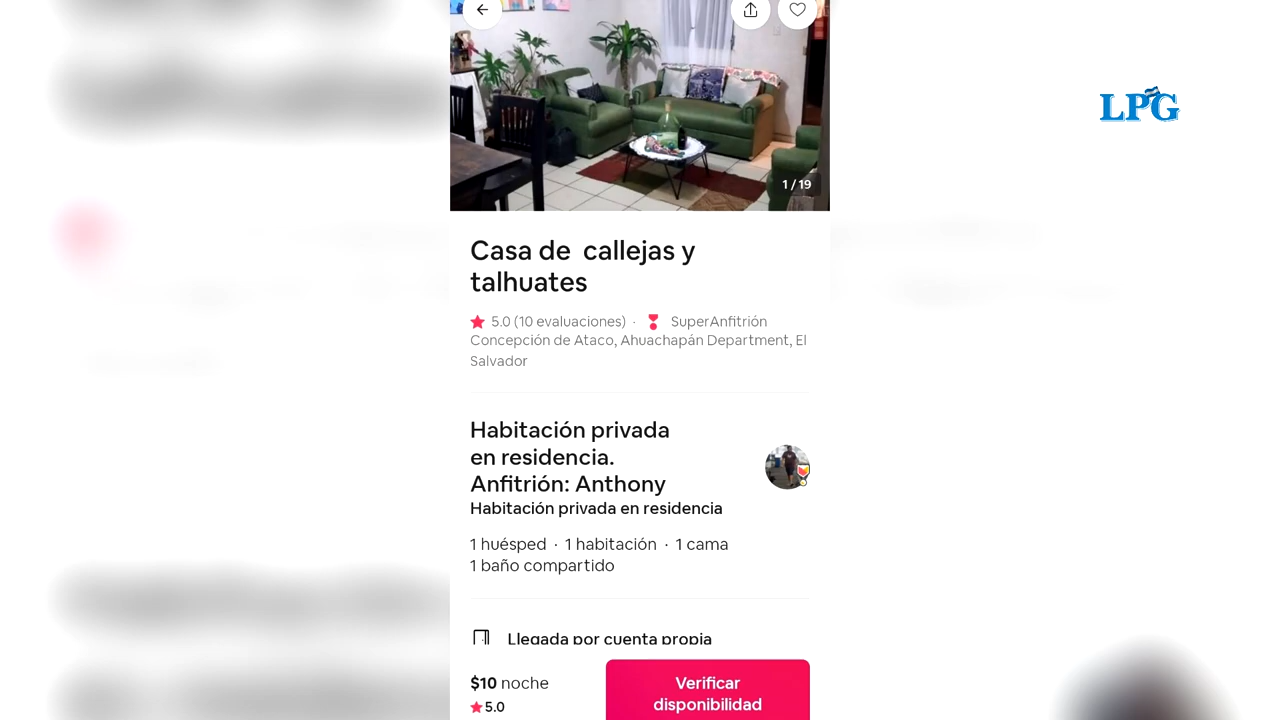 LPG
1 / 19
Casa de callejas y
talhuates
5.0 (10 evaluaciones) · SuperAnfitrión
Concepción de Ataco, Ahuachapán Department, El
Salvador
Habitación privada
en residencia.
Anfitrión: Anthony
Habitación privada en residencia
1 huésped · 1 habitación · 1 cama
1 baño compartido
Llegada por cuenta propia
$10 noche
5.0
Verificar
disponibilidad